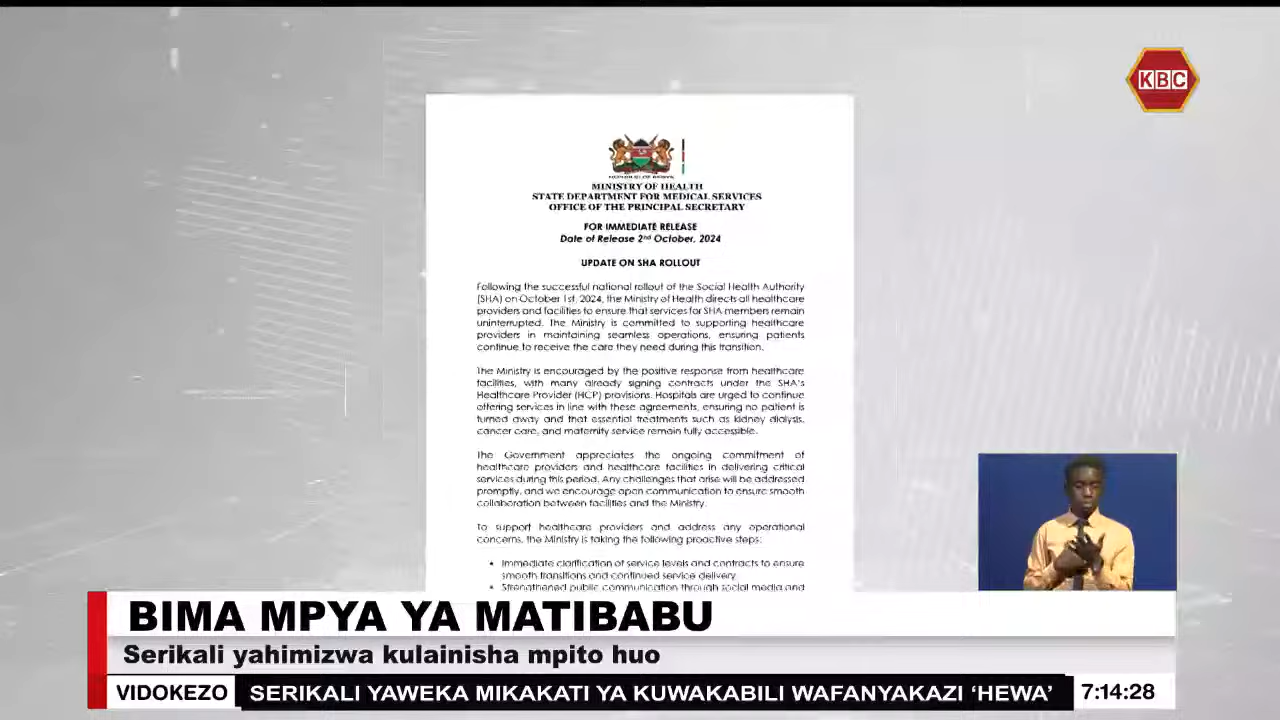 KBC
REPUBLIC OF KENYA
MINISTRY OF HEALTH
STATE DEPARTMENT FOR MEDICAL SERVICES
OFFICE OF THE PRINCIPAL SECRETARY
FOR IMMEDIATE RELEASE
Date of Release 2nd October, 2024
UPDATE ON SHA ROLLOUT
Following the successful national rollout of the Social Health Authority
(SHA) on October 1st, 2024, the Ministry of Health directs all healthcare
providers and facilities to ensure that services for SHA members remain
uninterrupted. The Ministry is committed to supporting healthcare
providers in maintaining seamless operations, ensuring patients
continue to receive the care they need during this transition.
The Ministry is encouraged by the positive response from healthcare
facilities, with many already signing contracts under the SHA's
Healthcare Provider (HCP) provisions. Hospitals are urged to continue
offering services in line with these agreements, ensuring no patient is
turned away and that essential treatments such as kidney dialysis,
cancer care, and maternity service remain fully accessible.
The Government appreciates the ongoing commitment of
healthcare providers and healthcare facilities in delivering critical
services during this period. Any challenges that arise will be addressed
promptly, and we encourage open communication to ensure smooth
collaboration between facilities and the Ministry.
To support healthcare providers and address any operational
concerns, the Ministry is taking the following proactive steps:
• Immediate clarification of service levels and contracts to ensure
smooth transitions and continued service delivery
• Strengthened public communication through social media and
BIMA MPYA YA MATIBABU
Serikali yahimizwa kulainisha mpito huo
VIDOKEZO SERIKALI YAWEKA MIKAKATI YA KUWAKABILI WAFANYAKAZI ‘HEWA’ 7:14:28